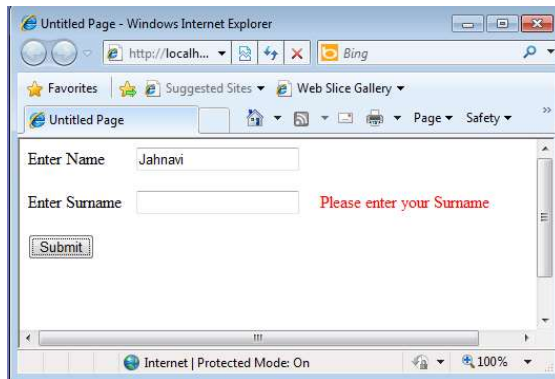 Untitled Page - Windows Internet Explorer
http://localh... Bing
Favorites Suggested Sites Web Slice Gallery
Untitled Page Page Safety »
Enter Name Jahnavi
Enter Surname Please enter your Surname
Submit
Internet | Protected Mode: On 100%